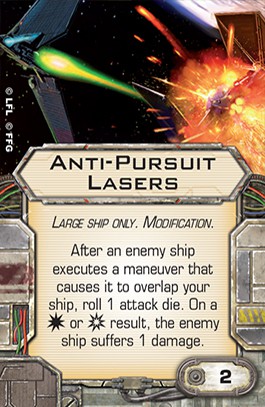 © LFL © FFG
Anti-Pursuit
Lasers
Large ship only. Modification.
After an enemy ship
executes a maneuver that
causes it to overlap your
ship, roll 1 attack die. On a
or result, the enemy
ship suffers 1 damage.
2